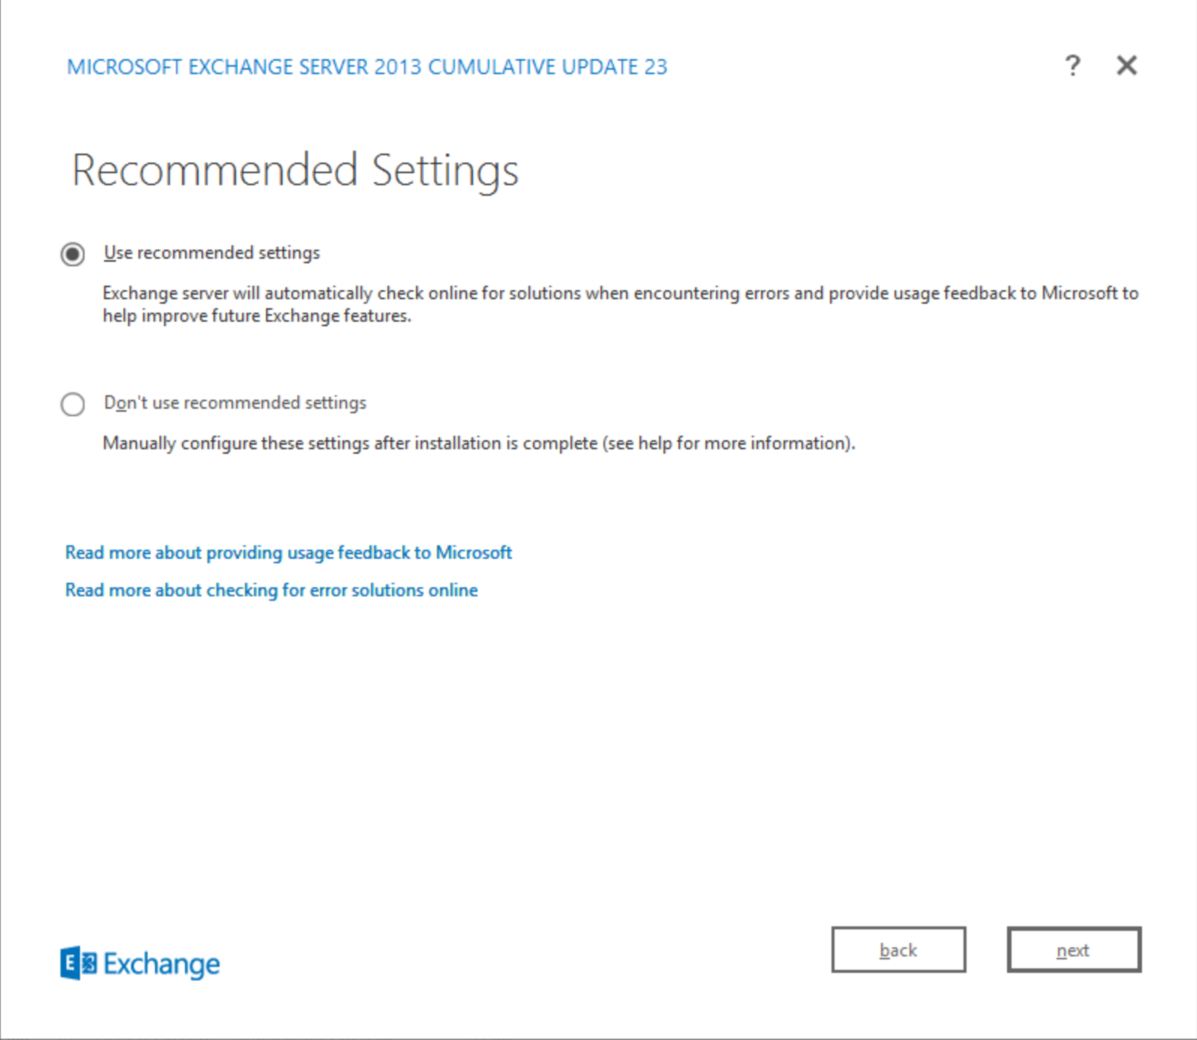 MICROSOFT EXCHANGE SERVER 2013 CUMULATIVE UPDATE 23
?
Recommended Settings
Use recommended settings
Exchange server will automatically check online for solutions when encountering errors and provide usage feedback to Microsoft to
help improve future Exchange features.
Don't use recommended settings
Manually configure these settings after installation is complete (see help for more information).
Read more about providing usage feedback to Microsoft
Read more about checking for error solutions online
E Exchange
back
next